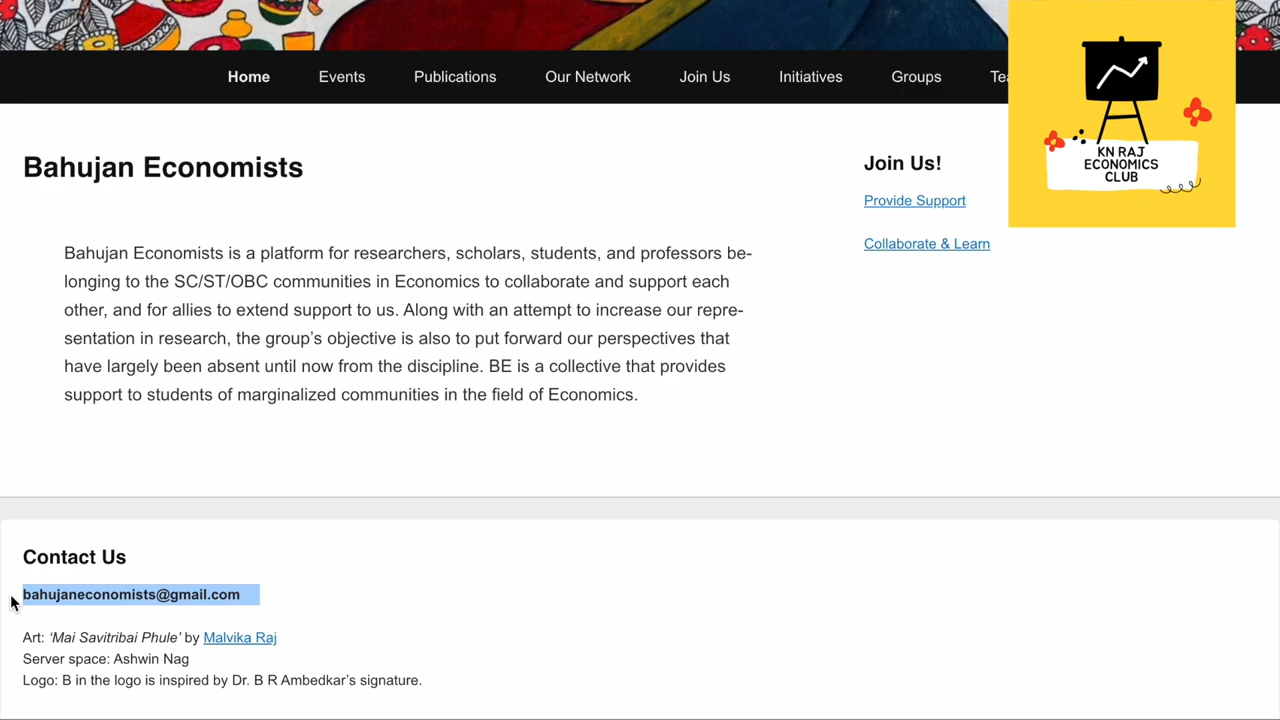 Home Events Publications Our Network Join Us Initiatives Groups
KN RAJ
ECONOMICS
CLUB
Bahujan Economists
Bahujan Economists is a platform for researchers, scholars, students, and professors be-
longing to the SC/ST/OBC communities in Economics to collaborate and support each
other, and for allies to extend support to us. Along with an attempt to increase our repre-
sentation in research, the group’s objective is also to put forward our perspectives that
have largely been absent until now from the discipline. BE is a collective that provides
support to students of marginalized communities in the field of Economics.
Join Us!
Provide Support
Collaborate & Learn
Contact Us
bahujaneconomists@gmail.com
Art: ‘Mai Savitribai Phule’ by Malvika Raj
Server space: Ashwin Nag
Logo: B in the logo is inspired by Dr. B R Ambedkar’s signature.